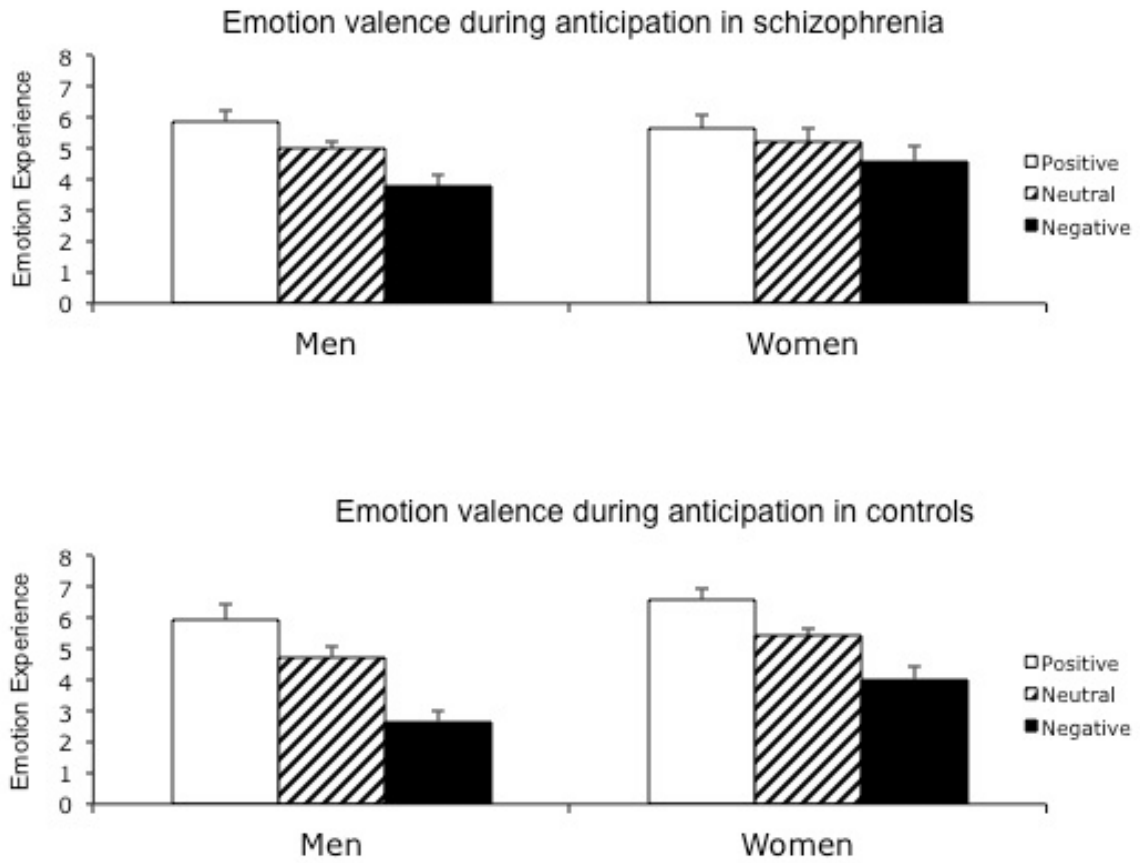 Emotion valence during anticipation in schizophrenia
Emotion Experience
8
7
6
5
4
3
2
1
0
Men
Women
Positive
Neutral
Negative
Emotion valence during anticipation in controls
Emotion Experience
8
7
6
5
4
3
2
1
0
Men
Women
Positive
Neutral
Negative